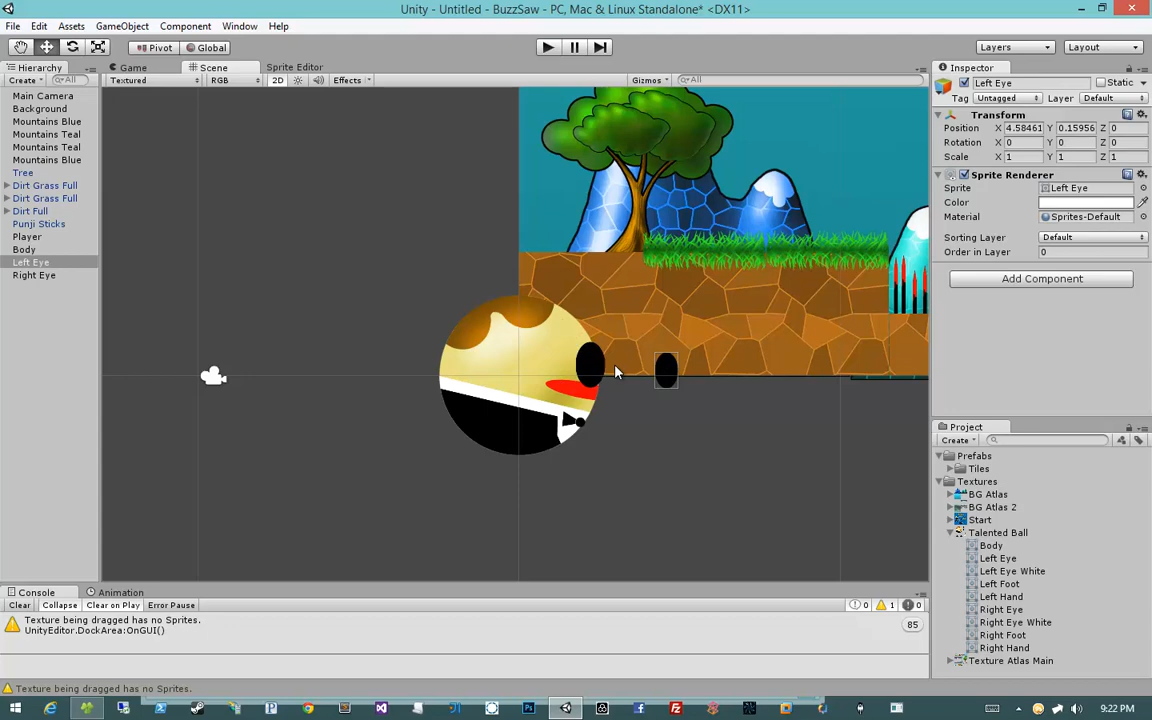 Unity - Untitled - BuzzSaw - PC, Mac & Linux Standalone* <DX11>
File Edit Assets GameObject Component Window Help
Pivot Global Layers Layout
Hierarchy
Create All
Main Camera
Background
Mountains Blue
Mountains Teal
Mountains Teal
Mountains Blue
Tree
Dirt Grass Full
Dirt Grass Full
Dirt Full
Punji Sticks
Player
Body
Left Eye
Right Eye
Game Scene Sprite Editor
Textured RGB 2D Effects Gizmos All
Inspector
Left Eye Static
Tag Untagged Layer Default
Transform
Position X 4.58461 Y 0.15956 Z 0
Rotation X 0 Y 0 Z 0
Scale X 1 Y 1 Z 1
Sprite Renderer
Sprite Left Eye
Color
Material Sprites-Default
Sorting Layer Default
Order in Layer 0
Add Component
Project
Create
Prefabs
Tiles
Textures
BG Atlas
BG Atlas 2
Start
Talented Ball
Body
Left Eye
Left Eye White
Left Foot
Left Hand
Right Eye
Right Eye White
Right Foot
Right Hand
Texture Atlas Main
Console Animation
Clear Collapse Clear on Play Error Pause 0 1 0
Texture being dragged has no Sprites.
UnityEditor.DockArea:OnGUI()
85
Texture being dragged has no Sprites.
9:22 PM